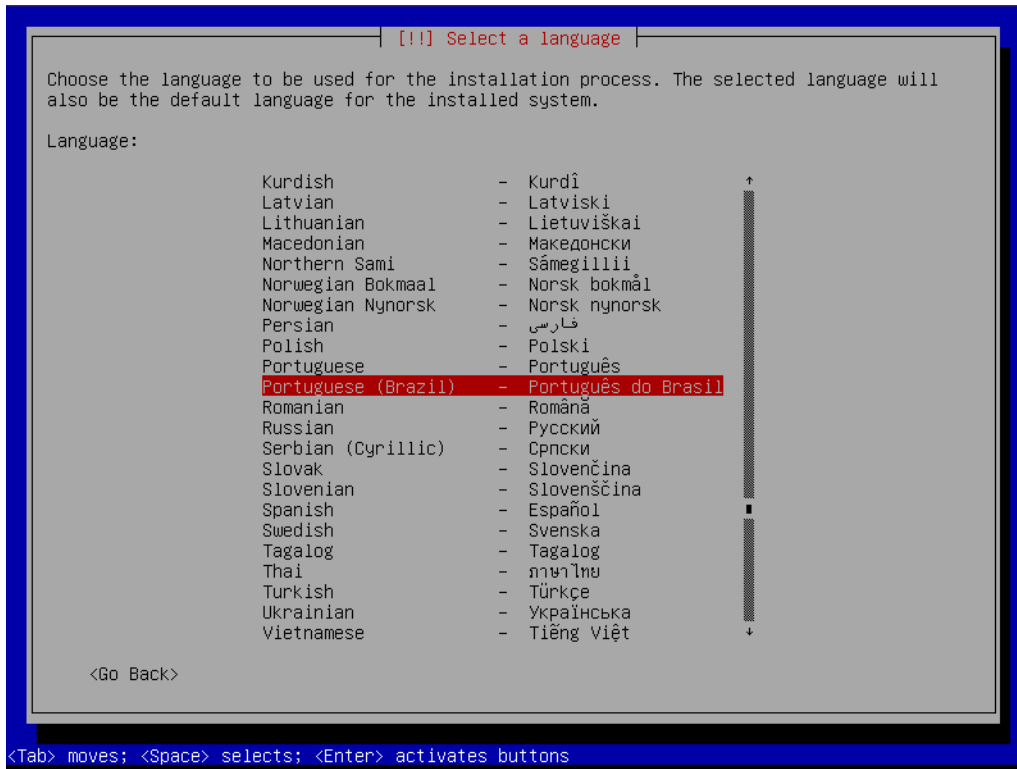 [!!] Select a language
Choose the language to be used for the installation process. The selected language will
also be the default language for the installed system.
Language:
Kurdish - Kurdî
Latvian - Latviski
Lithuanian - Lietuviškai
Macedonian - Македонски
Northern Sami - Sámegillii
Norwegian Bokmaal - Norsk bokmål
Norwegian Nynorsk - Norsk nynorsk
Persian - فارسی
Polish - Polski
Portuguese - Português
Portuguese (Brazil) - Português do Brasil
Romanian - Română
Russian - Русский
Serbian (Cyrillic) - Српски
Slovak - Slovenčina
Slovenian - Slovenščina
Spanish - Español
Swedish - Svenska
Tagalog - Tagalog
Thai - ภาษาไทย
Turkish - Türkçe
Ukrainian - Українська
Vietnamese - Tiếng Việt
<Go Back>
<Tab> moves; <Space> selects; <Enter> activates buttons